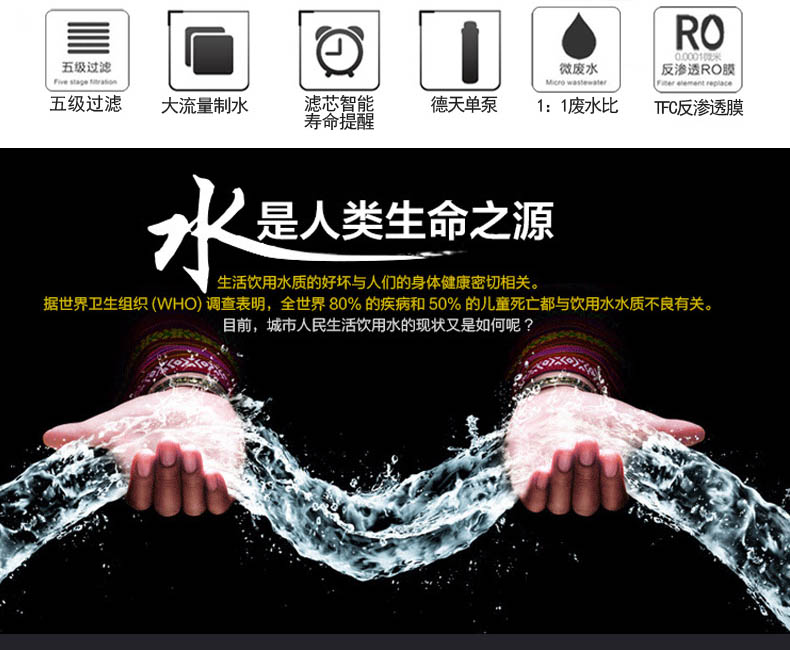 五级过滤
Five stage filtration
五级过滤
大流量制水
滤芯智能
寿命提醒
德天单泵
微废水
Micro wastewater
1：1废水比
RO
0.0001微米
反渗透RO膜
Filter element replace
TFC反渗透膜
水是人类生命之源
生活饮用水质的好坏与人们的身体健康密切相关。
据世界卫生组织（WHO）调查表明，全世界 80% 的疾病和 50% 的儿童死亡都与饮用水水质不良有关。
目前，城市人民生活饮用水的现状又是如何呢？